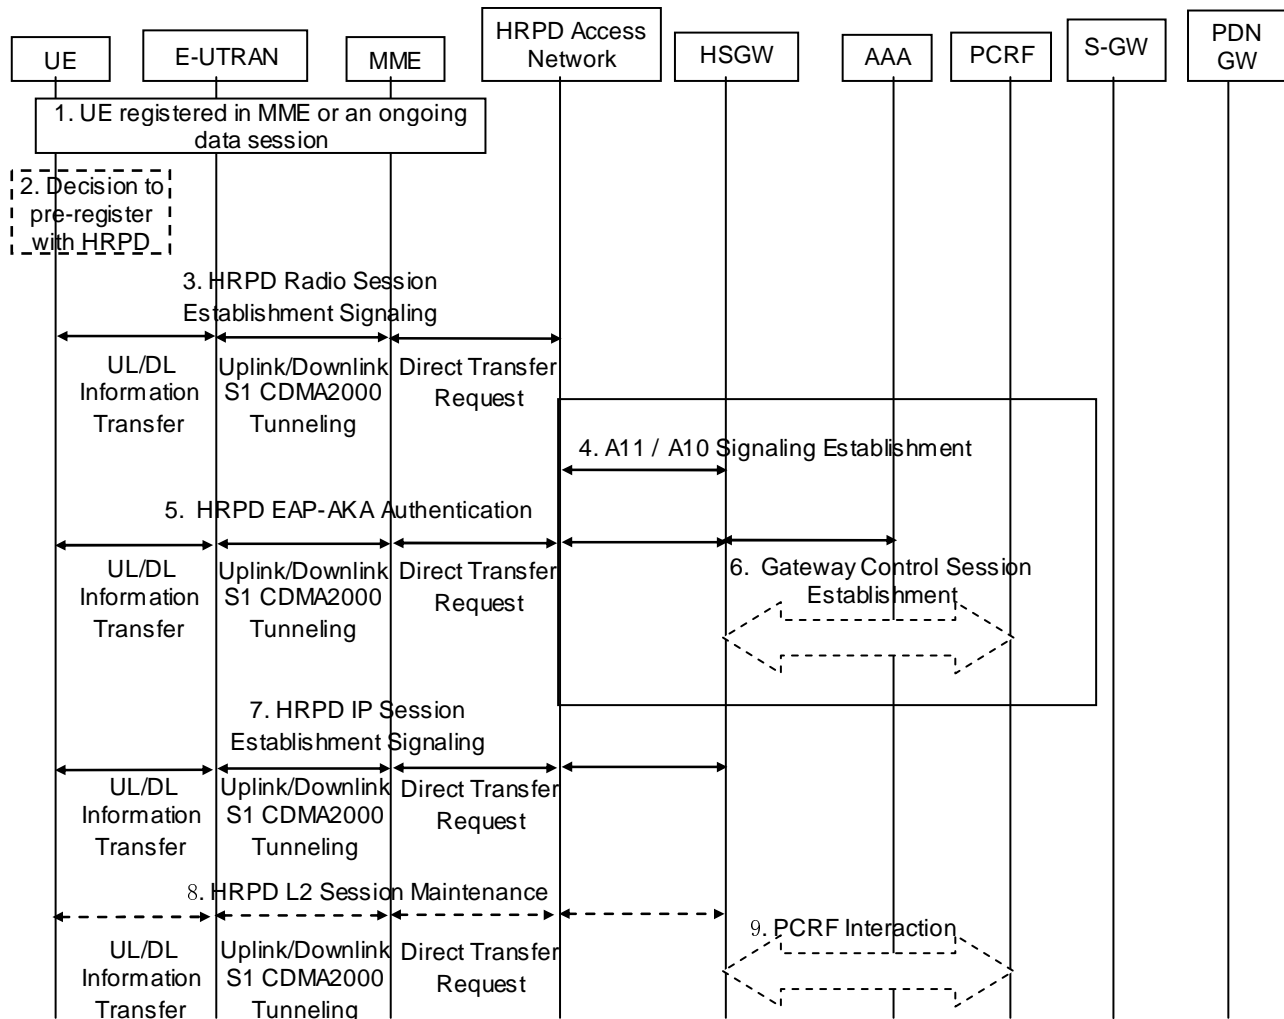 UE
E-UTRAN
MME
HRPD Access
Network
HSGW
AAA
PCRF
S-GW
PDN
GW
1. UE registered in MME or an ongoing
data session
2. Decision to
pre-register
with HRPD
3. HRPD Radio Session
Establishment Signaling
UL/DL
Information
Transfer
Uplink/Downlink
S1 CDMA2000
Tunneling
Direct Transfer
Request
4. A11 / A10 Signaling Establishment
5. HRPD EAP-AKA Authentication
UL/DL
Information
Transfer
Uplink/Downlink
S1 CDMA2000
Tunneling
Direct Transfer
Request
6. Gateway Control Session
Establishment
7. HRPD IP Session
Establishment Signaling
UL/DL
Information
Transfer
Uplink/Downlink
S1 CDMA2000
Tunneling
Direct Transfer
Request
8. HRPD L2 Session Maintenance
9. PCRF Interaction
UL/DL
Information
Transfer
Uplink/Downlink
S1 CDMA2000
Tunneling
Direct Transfer
Request